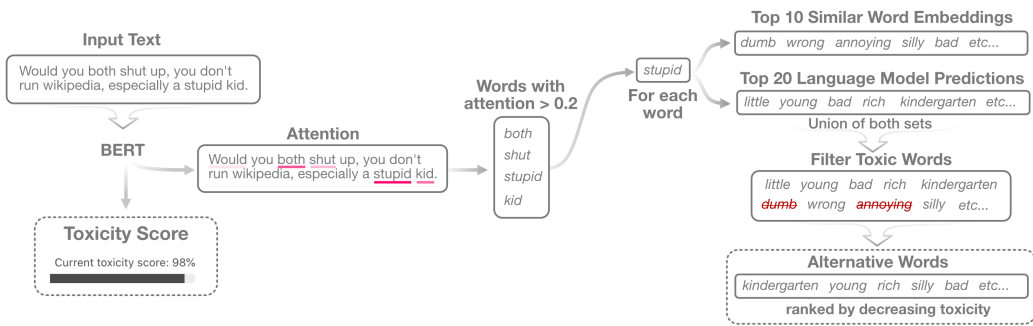 Input Text
Would you both shut up, you don't
run wikipedia, especially a stupid kid.
BERT
Toxicity Score
Current toxicity score: 98%
Attention
Would you both shut up, you don't
run wikipedia, especially a stupid kid.
Words with
attention > 0.2
both
shut
stupid
kid
stupid
For each
word
Top 10 Similar Word Embeddings
dumb wrong annoying silly bad etc...
Top 20 Language Model Predictions
little young bad rich kindergarten etc...
Union of both sets
Filter Toxic Words
little young bad rich kindergarten
dumb wrong annoying silly etc...
Alternative Words
kindergarten young rich silly bad etc...
ranked by decreasing toxicity